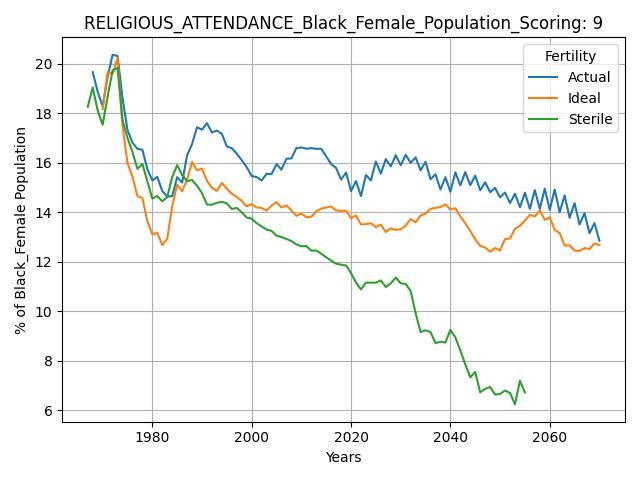 RELIGIOUS_ATTENDANCE_Black_Female_Population_Scoring: 9
Fertility
Actual
Ideal
Sterile
% of Black_Female Population
20
18
16
14
12
10
8
6
1980 2000 2020 2040 2060
Years